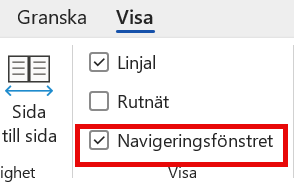 Granska Visa
Linjal
Rutnät
Navigeringsfönstret
Sida
till sida
ighet
Visa